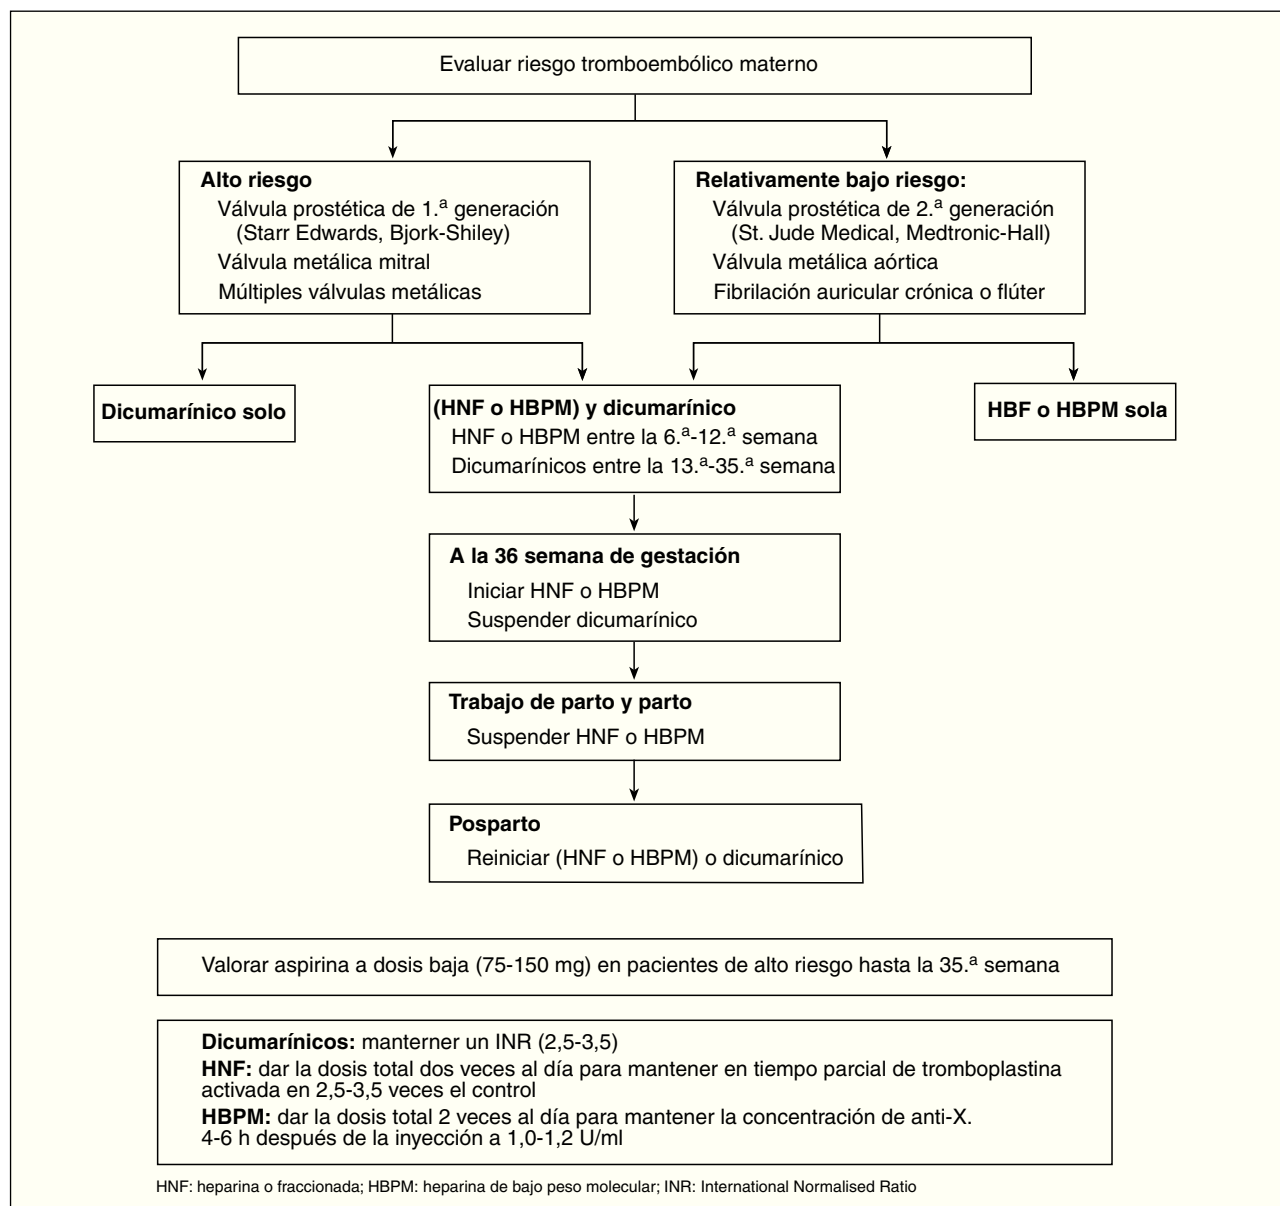 Evaluar riesgo tromboembólico materno
Alto riesgo
Válvula prostética de 1.ª generación
(Starr Edwards, Bjork-Shiley)
Válvula metálica mitral
Múltiples válvulas metálicas
Relativamente bajo riesgo:
Válvula prostética de 2.ª generación
(St. Jude Medical, Medtronic-Hall)
Válvula metálica aórtica
Fibrilación auricular crónica o flúter
Dicumarínico solo
(HNF o HBPM) y dicumarínico
HNF o HBPM entre la 6.ª-12.ª semana
Dicumarínicos entre la 13.ª-35.ª semana
HBF o HBPM sola
A la 36 semana de gestación
Iniciar HNF o HBPM
Suspender dicumarínico
Trabajo de parto y parto
Suspender HNF o HBPM
Posparto
Reiniciar (HNF o HBPM) o dicumarínico
Valorar aspirina a dosis baja (75-150 mg) en pacientes de alto riesgo hasta la 35.ª semana
Dicumarínicos: manterner un INR (2,5-3,5)
HNF: dar la dosis total dos veces al día para mantener en tiempo parcial de tromboplastina
activada en 2,5-3,5 veces el control
HBPM: dar la dosis total 2 veces al día para mantener la concentración de anti-X.
4-6 h después de la inyección a 1,0-1,2 U/ml
HNF: heparina o fraccionada; HBPM: heparina de bajo peso molecular; INR: International Normalised Ratio